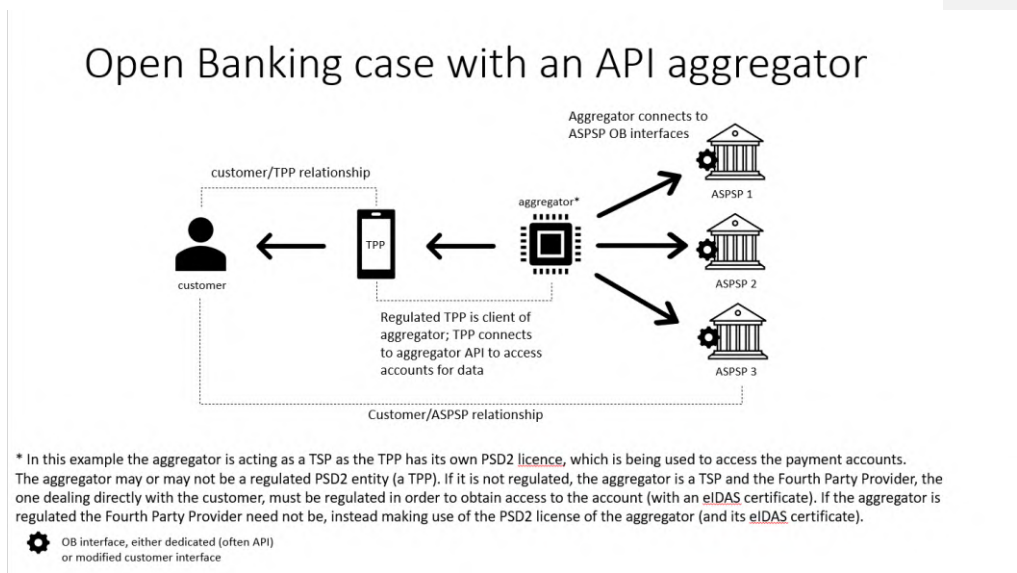 Open Banking case with an API aggregator
Aggregator connects to
ASPSP OB interfaces
customer/TPP relationship
aggregator*
ASPSP 1
TPP
customer
ASPSP 2
Regulated TPP is client of
aggregator; TPP connects
to aggregator API to access
accounts for data
ASPSP 3
Customer/ASPSP relationship
* In this example the aggregator is acting as a TSP as the TPP has its own PSD2 licence, which is being used to access the payment accounts.
The aggregator may or may not be a regulated PSD2 entity (a TPP). If it is not regulated, the aggregator is a TSP and the Fourth Party Provider, the
one dealing directly with the customer, must be regulated in order to obtain access to the account (with an eIDAS certificate). If the aggregator is
regulated the Fourth Party Provider need not be, instead making use of the PSD2 license of the aggregator (and its eIDAS certificate).
OB interface, either dedicated (often API)
or modified customer interface